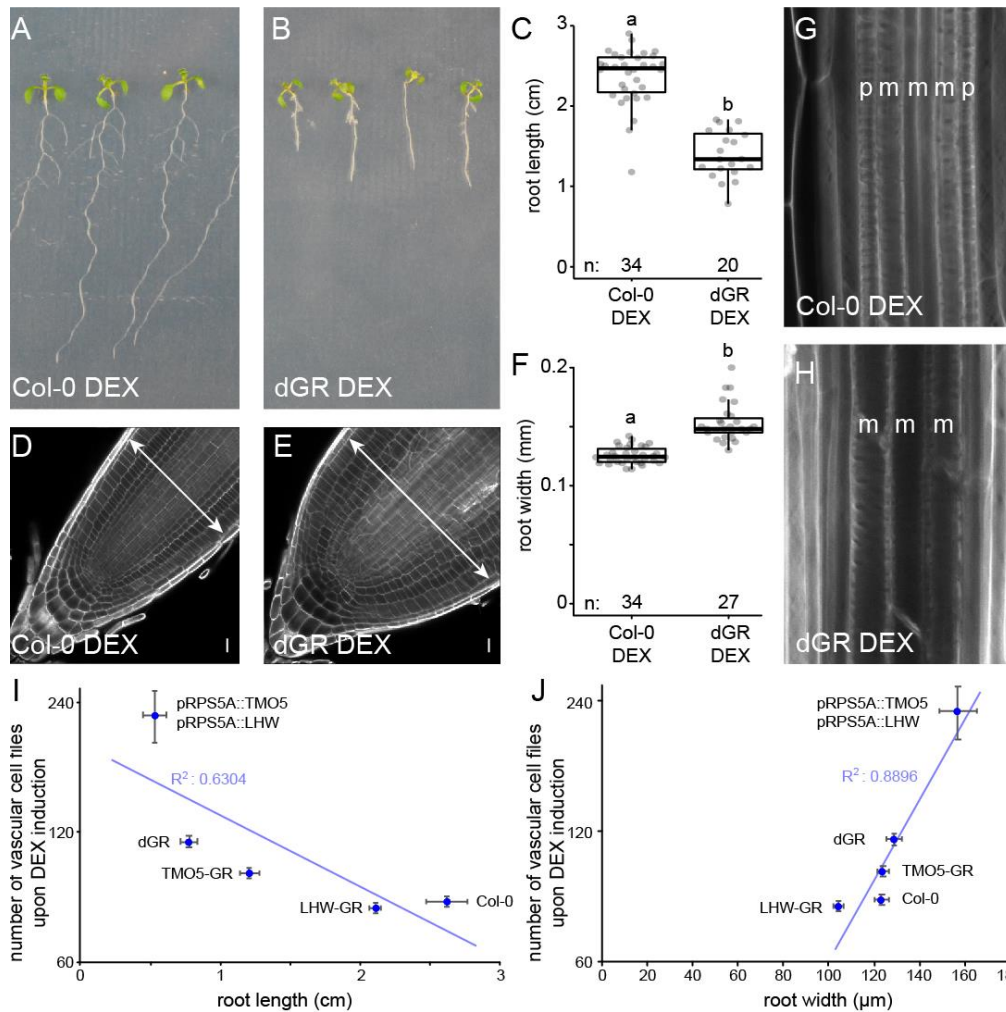 A
Col-0 DEX
B
dGR DEX
C
root length (cm)
3
2
1
0
a
b
n: 34 20
Col-0 DEX
dGR DEX
G
p m m m p
Col-0 DEX
D
Col-0 DEX
E
dGR DEX
F
root width (mm)
0.2
0.1
0
a
b
n: 34 27
Col-0 DEX
dGR DEX
H
m m m
dGR DEX
I
number of vascular cell files
upon DEX induction
240
120
60
pRPS5A::TMO5
pRPS5A::LHW
R²: 0.6304
dGR
TMO5-GR
LHW-GR
Col-0
0 1 2 3
root length (cm)
J
number of vascular cell files
upon DEX induction
240
120
60
pRPS5A::TMO5
pRPS5A::LHW
R²: 0.8896
dGR
TMO5-GR
LHW-GR
Col-0
0 20 40 60 80 100 120 140 160
root width (µm)